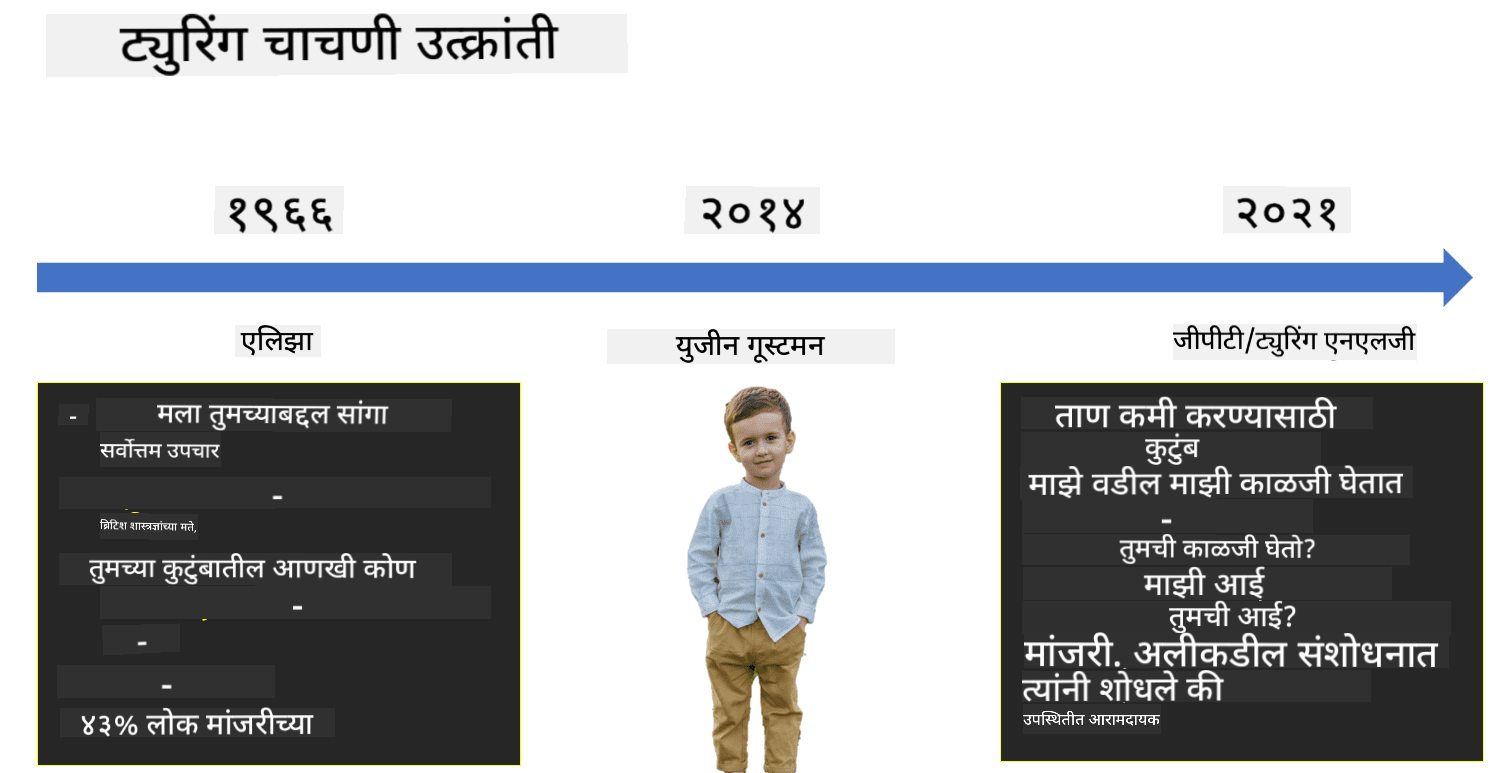 ट्युरिंग चाचणी उत्क्रांती
१९६६
२०१४
२०२१
एलिझा
युजीन गूस्टमन
जीपीटी/ट्युरिंग एनएलजी
- मला तुमच्याबद्दल सांगा
सर्वोत्तम उपचार
-
ब्रिटिश शास्त्रज्ञांच्या मते,
तुमच्या कुटुंबातील आणखी कोण
-
-
-
४३% लोक मांजरीच्या
ताण कमी करण्यासाठी
कुटुंब
माझे वडील माझी काळजी घेतात
-
तुमची काळजी घेतो?
माझी आई
तुमची आई?
मांजरी. अलीकडील संशोधनात
त्यांनी शोधले की
उपस्थितीत आरामदायक